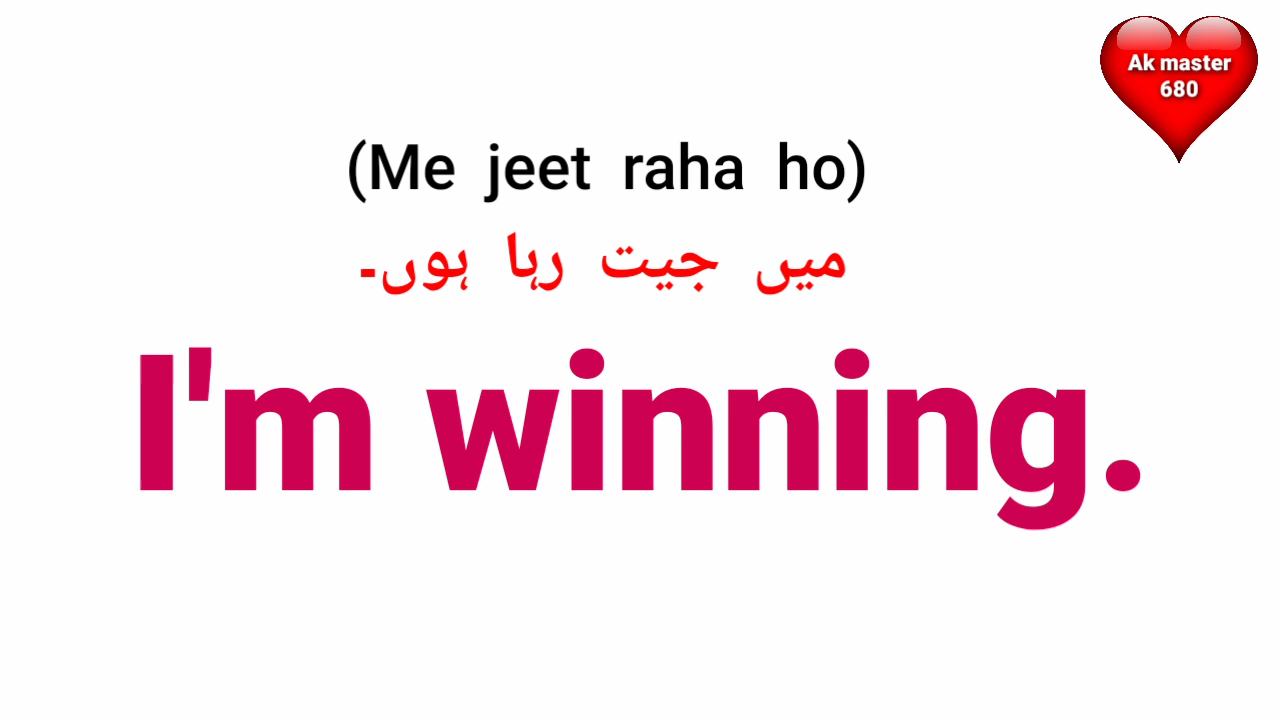 Ak master
680
(Me jeet raha ho)
میں جیت رہا ہوں۔
I'm winning.